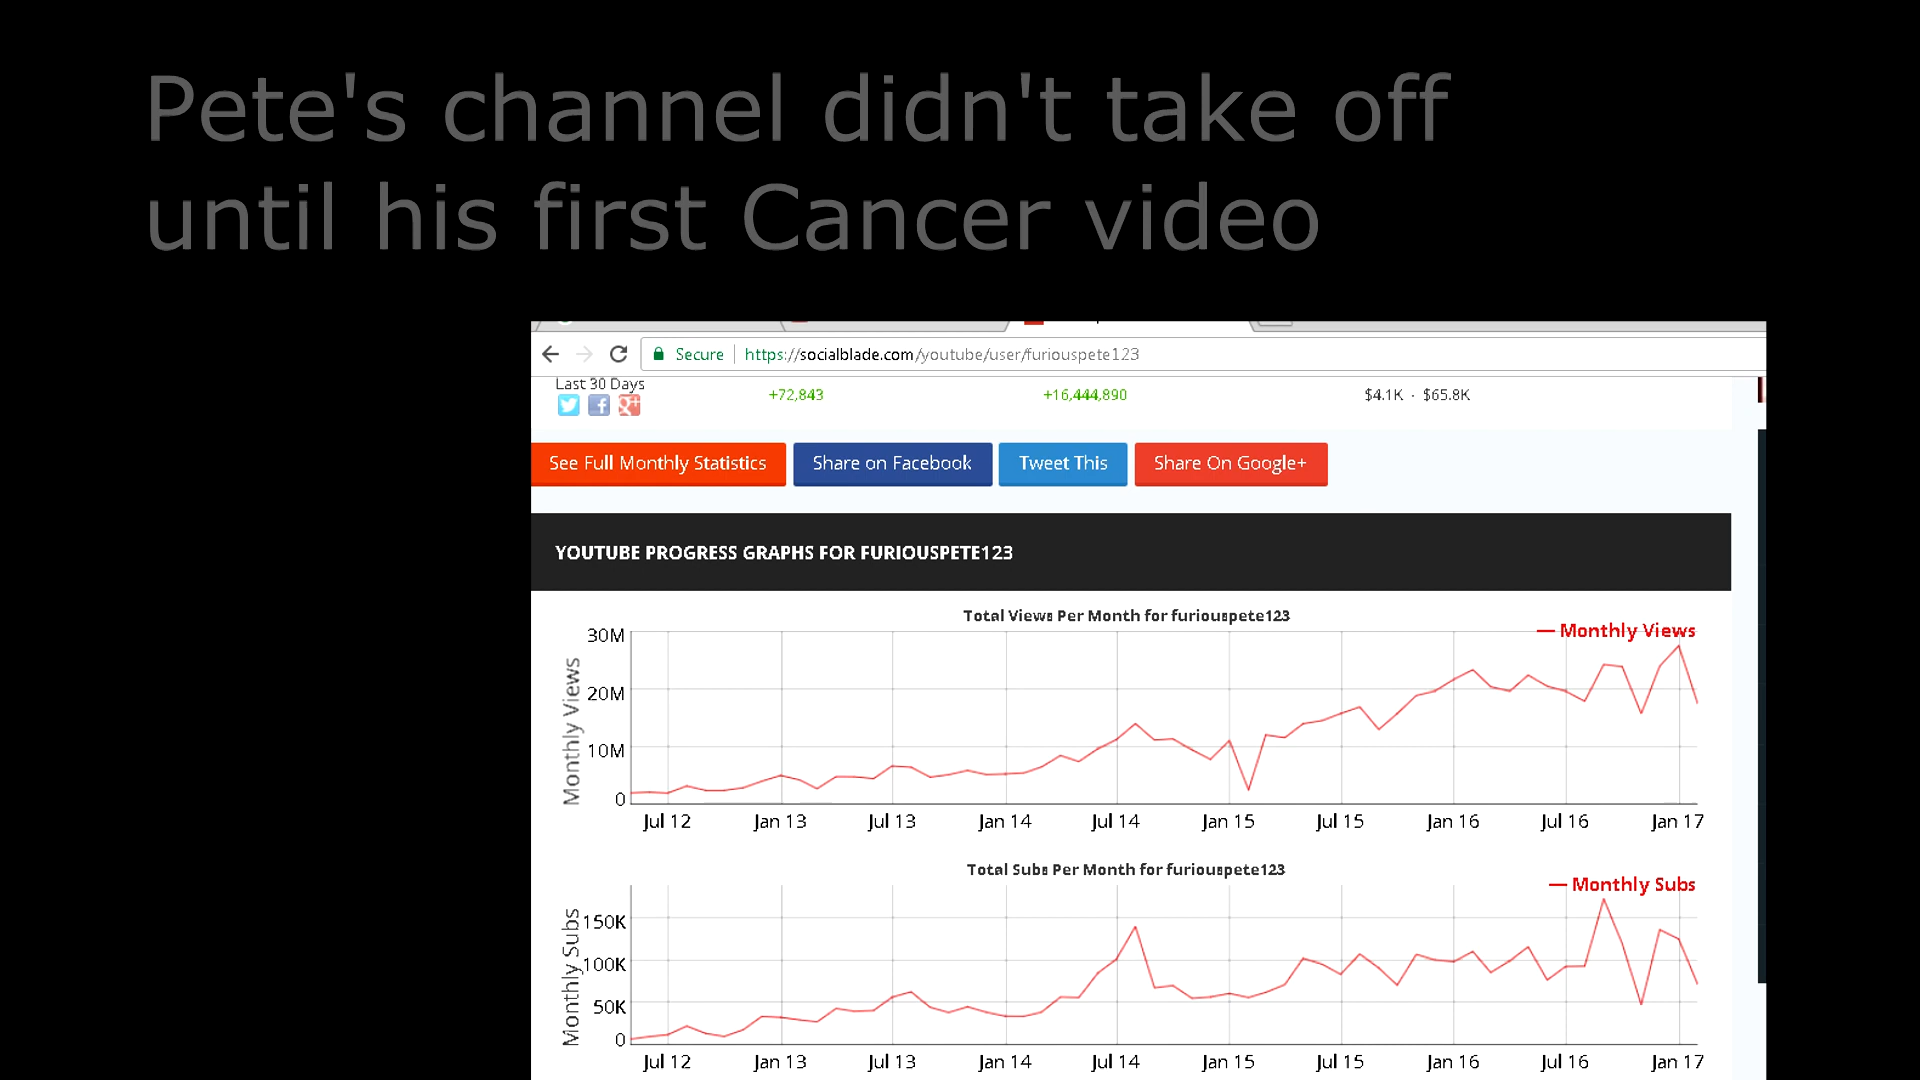 Pete's channel didn't take off
until his first Cancer video
Secure https://socialblade.com/youtube/user/furiouspete123
Last 30 Days
+72,843 +16,444,890 $4.1K - $65.8K
See Full Monthly Statistics Share on Facebook Tweet This Share On Google+
YOUTUBE PROGRESS GRAPHS FOR FURIOUSPETE123
Total Views Per Month for furiouspete123
Monthly Views
Monthly Views
30M
20M
10M
0
Jul 12 Jan 13 Jul 13 Jan 14 Jul 14 Jan 15 Jul 15 Jan 16 Jul 16 Jan 17
Total Subs Per Month for furiouspete123
Monthly Subs
Monthly Subs
150K
100K
50K
0
Jul 12 Jan 13 Jul 13 Jan 14 Jul 14 Jan 15 Jul 15 Jan 16 Jul 16 Jan 17